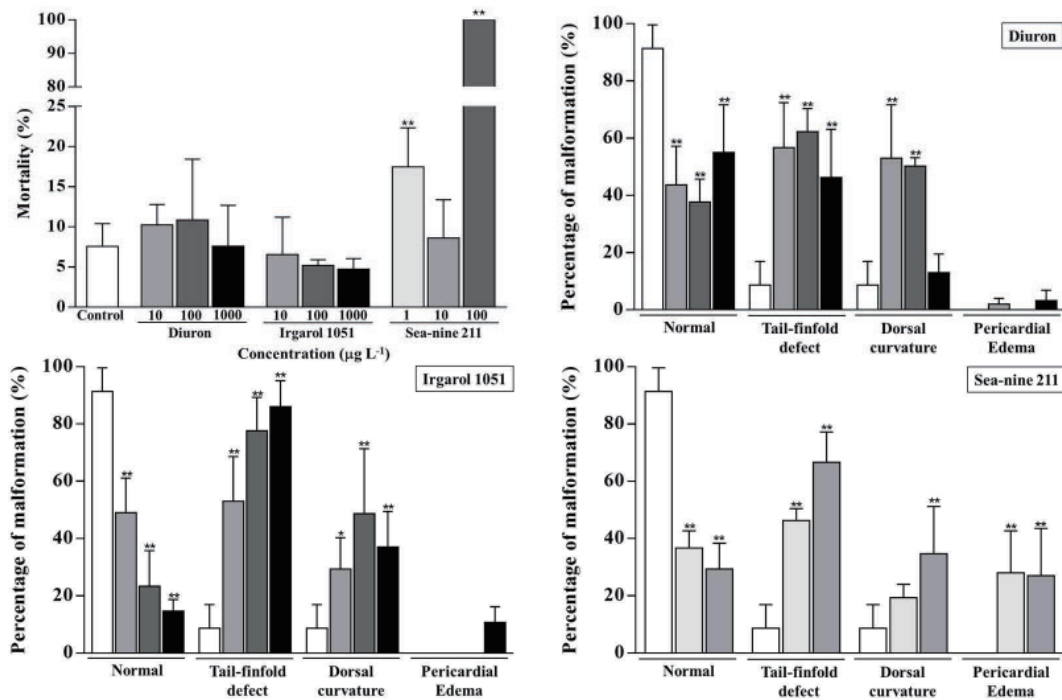 Mortality (%)
100
90
80
25
20
15
10
5
0
**
**
Control
10 100 1000
10 100 1000
1 10 100
Diuron
Irgarol 1051
Sea-nine 211
Concentration (µg L-1)
Diuron
Percentage of malformation (%)
100
80
60
40
20
0
** ** **
** ** **
** **
Normal
Tail-finfold
defect
Dorsal
curvature
Pericardial
Edema
Irgarol 1051
Percentage of malformation (%)
100
80
60
40
20
0
** ** **
** ** **
* ** **
Normal
Tail-finfold
defect
Dorsal
curvature
Pericardial
Edema
Sea-nine 211
Percentage of malformation (%)
100
80
60
40
20
0
** **
** **
**
** **
Normal
Tail-finfold
defect
Dorsal
curvature
Pericardial
Edema